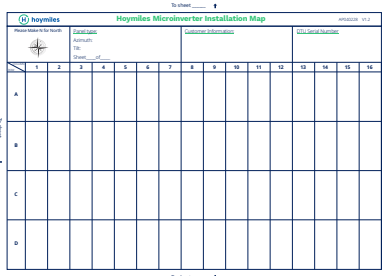 To sheet _____
H hoymiles
Hoymiles Microinverter Installation Map
Please Make N for North
Panel type:
Azimuth:
Tilt:
Sheet___of___
Customer Information:
DTU Serial Number:
1 2 3 4 5 6 7 8 9 10 11 12 13 14 15 16
A
B
C
D